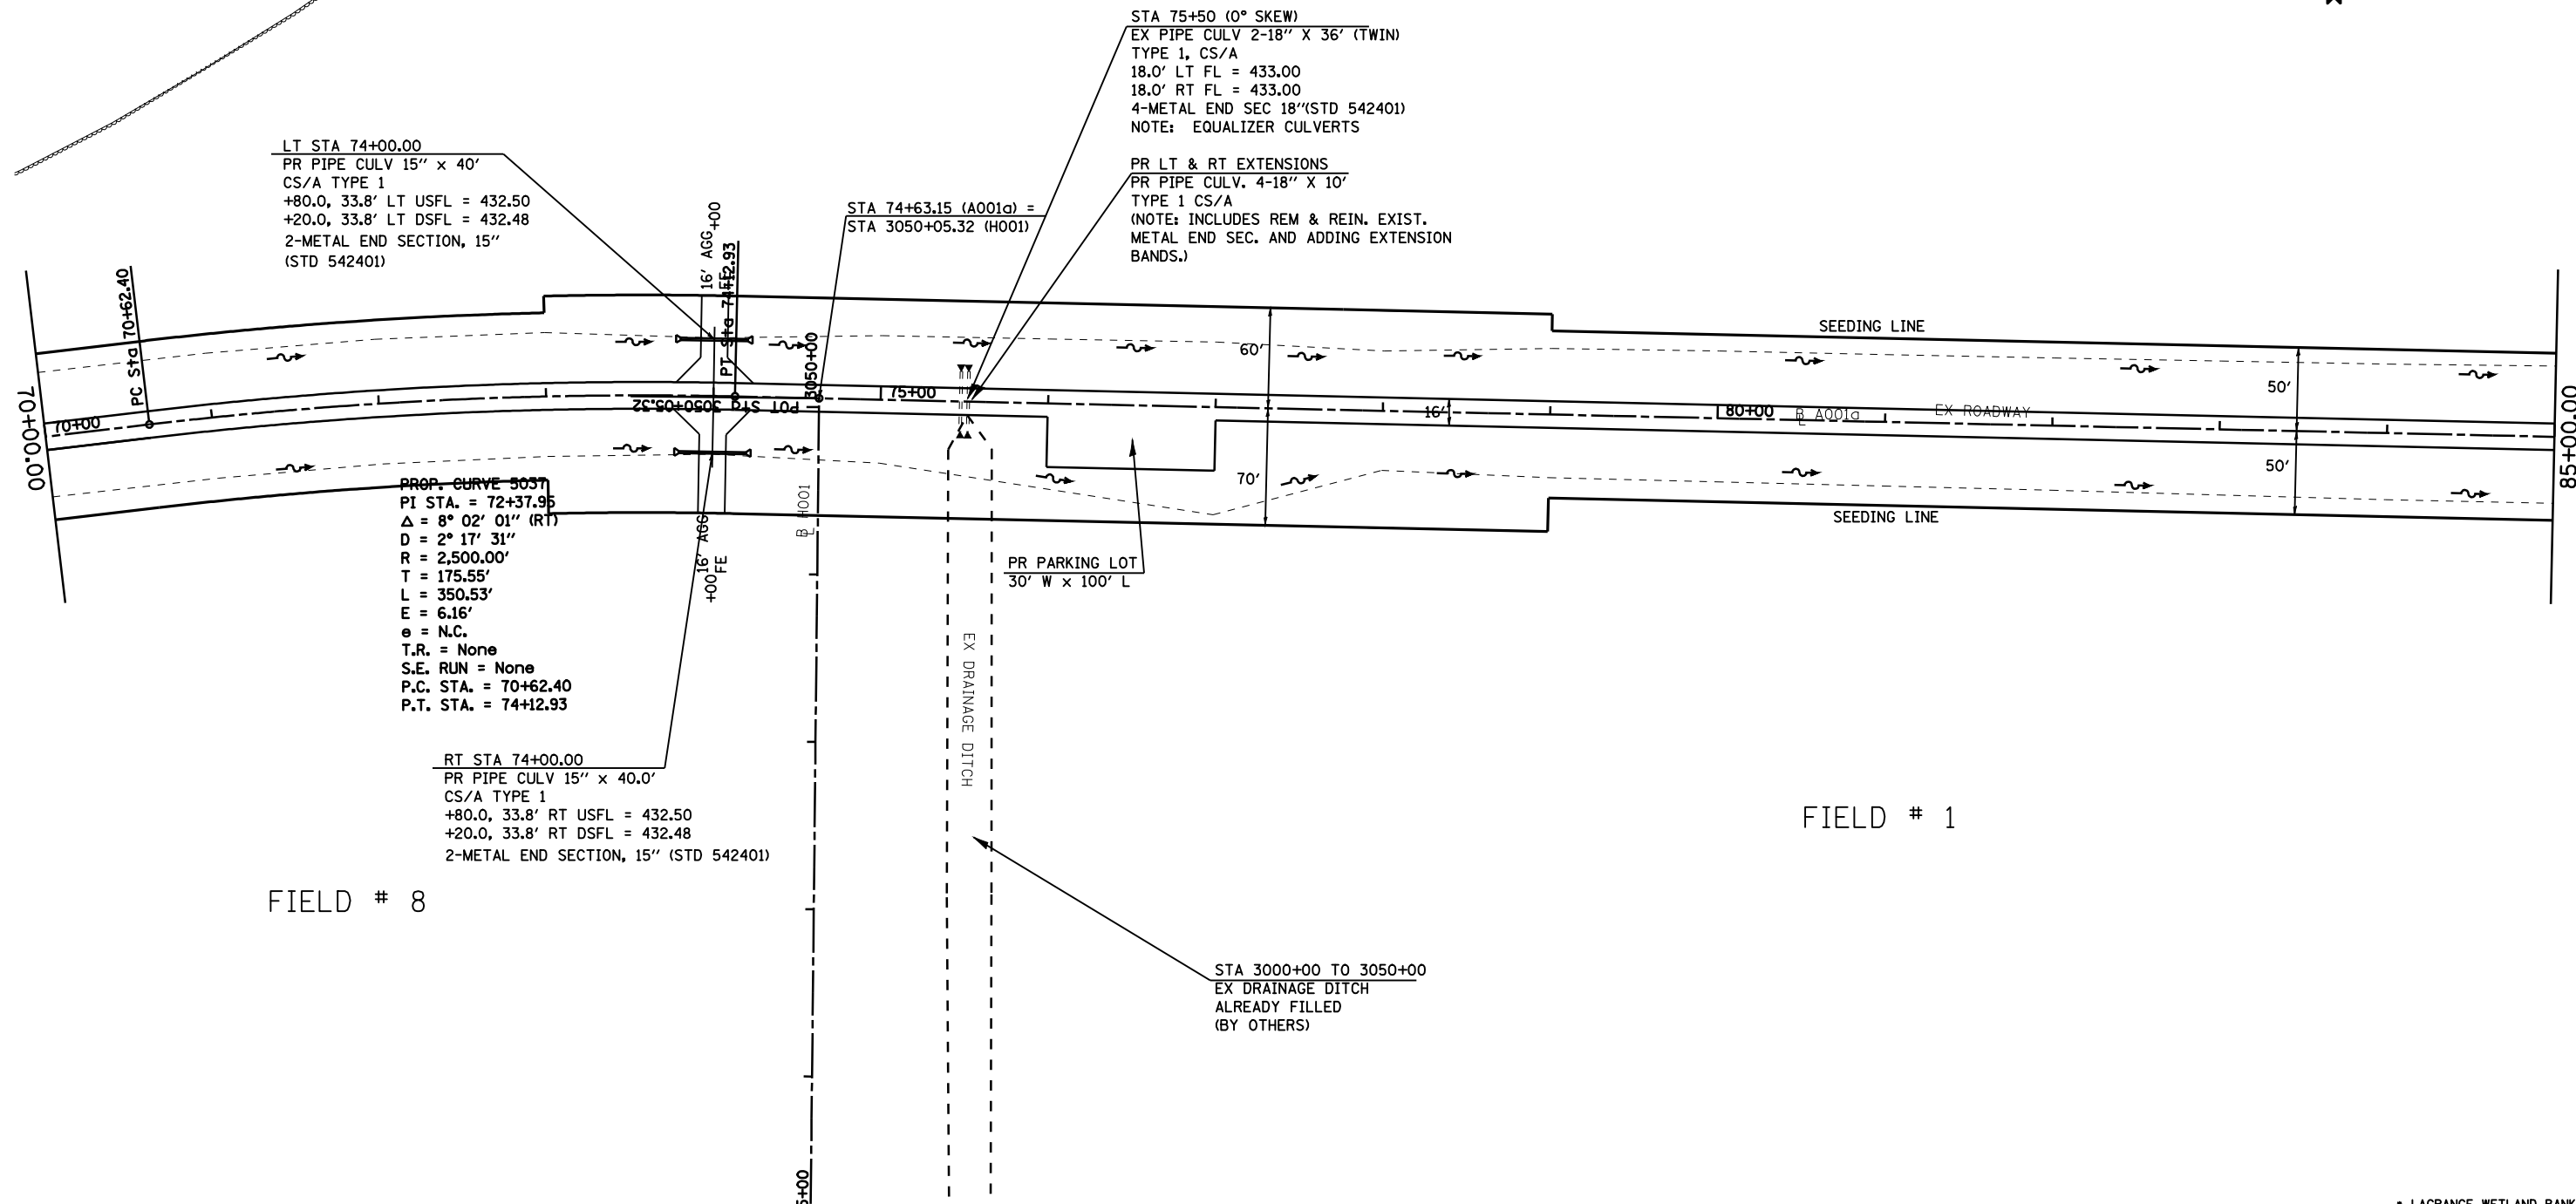 STA 75+50 (0° SKEW)
EX PIPE CULV 2-18" X 36' (TWIN)
TYPE 1, CS/A
18.0' LT FL = 433.00
18.0' RT FL = 433.00
4-METAL END SEC 18"(STD 542401)
NOTE: EQUALIZER CULVERTS
LT STA 74+00.00
PR PIPE CULV 15" x 40'
CS/A TYPE 1
+80.0, 33.8' LT USFL = 432.50
+20.0, 33.8' LT DSFL = 432.48
2-METAL END SECTION, 15"
(STD 542401)
PR LT & RT EXTENSIONS
PR PIPE CULV. 4-18" X 10'
TYPE 1 CS/A
(NOTE: INCLUDES REM & REIN. EXIST.
METAL END SEC. AND ADDING EXTENSION
BANDS.)
STA 74+63.15 (A001a) =
STA 3050+05.32 (H001)
16' AGG
FE
+00
PT Sta 74+12.93
PC Sta 70+62.40
3050+00
POT STA 3050+05.32
70+00.00
70+00
75+00
80+00
85+00.00
60'
70'
16'
50'
50'
SEEDING LINE
SEEDING LINE
BL A001a
EX ROADWAY
BL H001
16' AGG
FE
+00
PROP. CURVE 503T
PI STA. = 72+37.95
Δ = 8° 02' 01" (RT)
D = 2° 17' 31"
R = 2,500.00'
T = 175.55'
L = 350.53'
E = 6.16'
e = N.C.
T.R. = None
S.E. RUN = None
P.C. STA. = 70+62.40
P.T. STA. = 74+12.93
PR PARKING LOT
30' W x 100' L
EX DRAINAGE DITCH
RT STA 74+00.00
PR PIPE CULV 15" x 40.0'
CS/A TYPE 1
+80.0, 33.8' RT USFL = 432.50
+20.0, 33.8' RT DSFL = 432.48
2-METAL END SECTION, 15" (STD 542401)
FIELD # 1
FIELD # 8
STA 3000+00 TO 3050+00
EX DRAINAGE DITCH
ALREADY FILLED
(BY OTHERS)
LAGRANGE WETLAND BANK